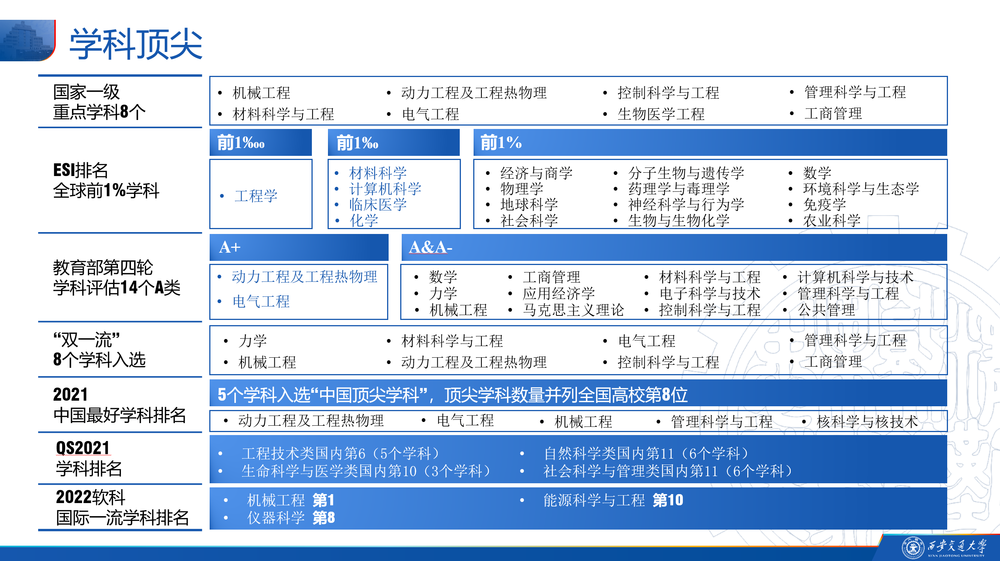 学科顶尖
国家一级
重点学科8个
• 机械工程 • 动力工程及工程热物理 • 控制科学与工程 • 管理科学与工程
• 材料科学与工程 • 电气工程 • 生物医学工程 • 工商管理
ESI排名
全球前1%学科
前1‱ 前1‰ 前1%
• 工程学
• 材料科学
• 计算机科学
• 临床医学
• 化学
• 经济与商学 • 分子生物与遗传学 • 数学
• 物理学 • 药理学与毒理学 • 环境科学与生态学
• 地球科学 • 神经科学与行为学 • 免疫学
• 社会科学 • 生物与生物化学 • 农业科学
教育部第四轮
学科评估14个A类
A+ A&A-
• 动力工程及工程热物理
• 电气工程
• 数学 • 工商管理 • 材料科学与工程 • 计算机科学与技术
• 力学 • 应用经济学 • 电子科学与技术 • 管理科学与工程
• 机械工程 • 马克思主义理论 • 控制科学与工程 • 公共管理
“双一流”
8个学科入选
• 力学 • 材料科学与工程 • 电气工程 • 管理科学与工程
• 机械工程 • 动力工程及工程热物理 • 控制科学与工程 • 工商管理
2021
中国最好学科排名
5个学科入选“中国顶尖学科”，顶尖学科数量并列全国高校第8位
• 动力工程及工程热物理 • 电气工程 • 机械工程 • 管理科学与工程 • 核科学与核技术
QS2021
学科排名
• 工程技术类国内第6（5个学科） • 自然科学类国内第11（6个学科）
• 生命科学与医学类国内第10（3个学科） • 社会科学与管理类国内第11（6个学科）
2022软科
国际一流学科排名
• 机械工程 第1 • 能源科学与工程 第10
• 仪器科学 第8
西安交通大学
XI'AN JIAOTONG UNIVERSITY